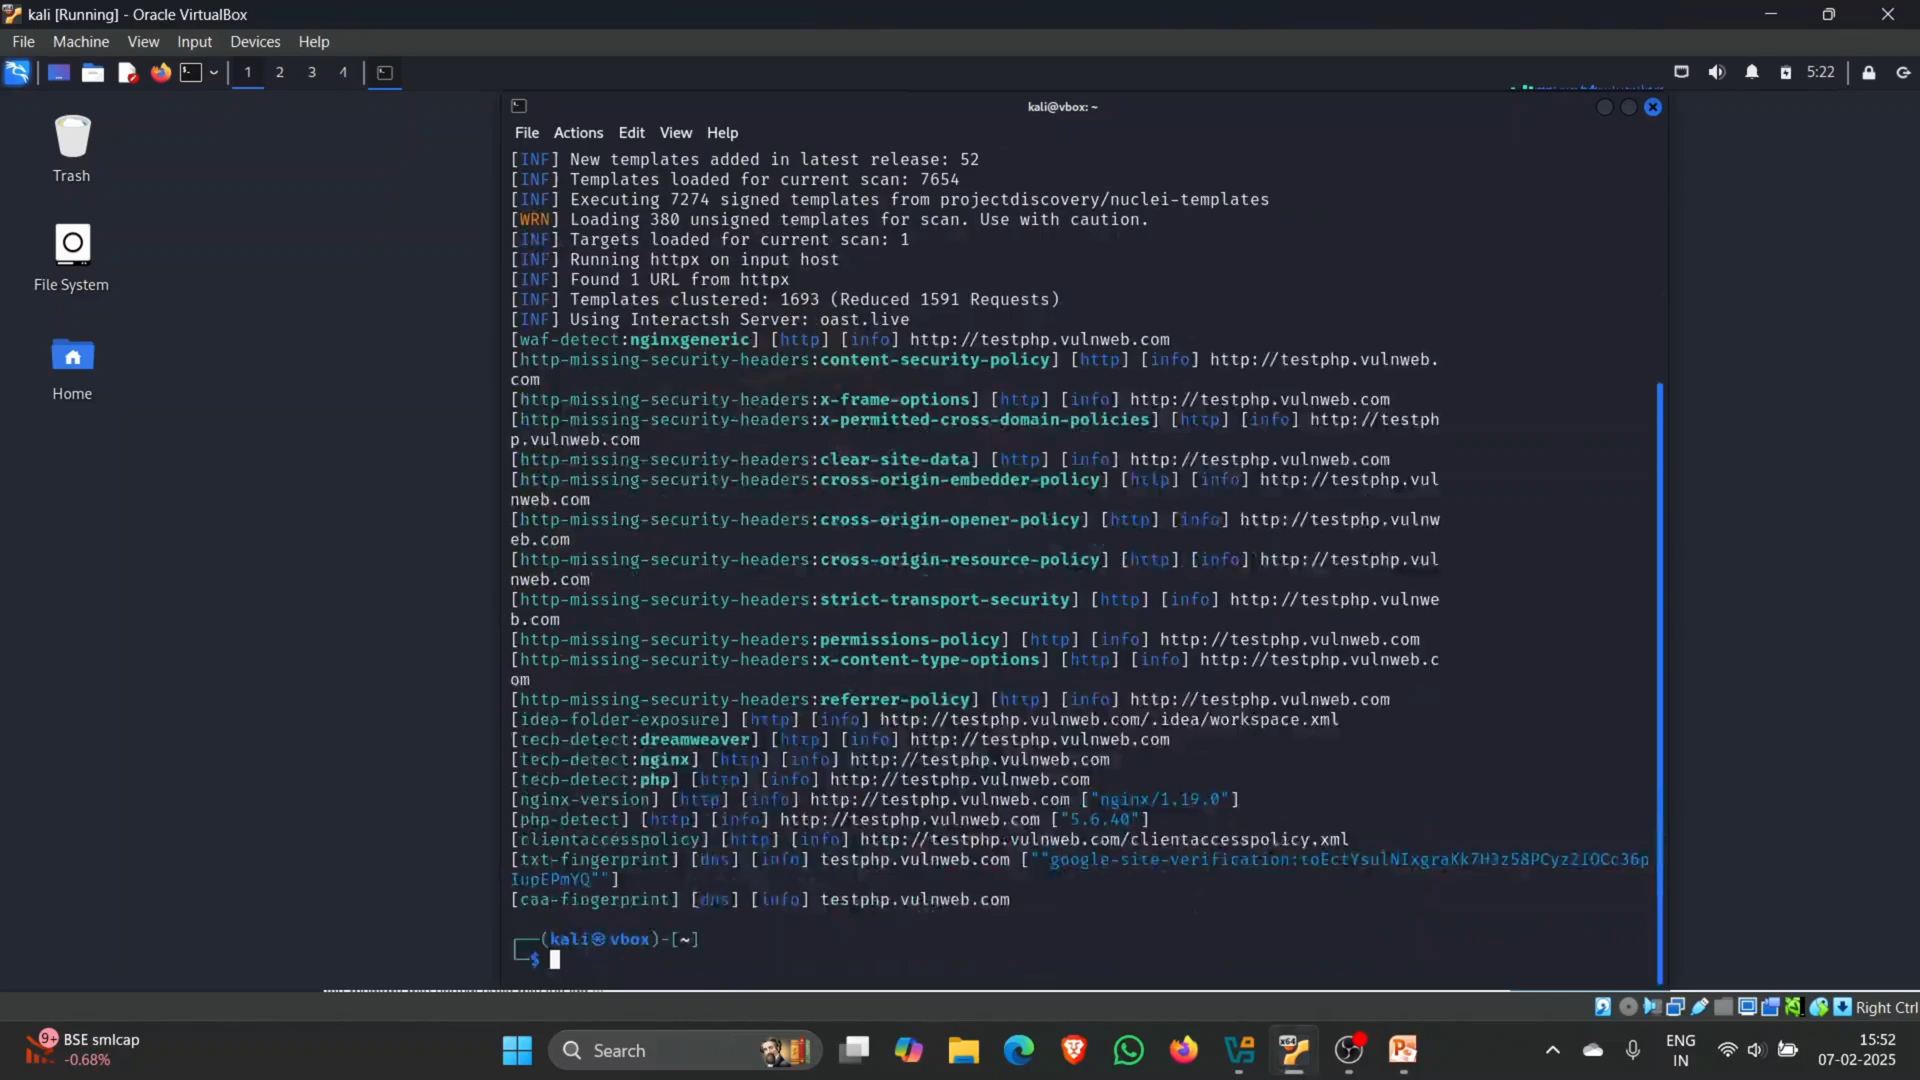 kali [Running] - Oracle VirtualBox
File Machine View Input Devices Help
1 2 3 4 5:22
Trash
File System
Home
kali@vbox: ~
File Actions Edit View Help
[INF] New templates added in latest release: 52
[INF] Templates loaded for current scan: 7654
[INF] Executing 7274 signed templates from projectdiscovery/nuclei-templates
[WRN] Loading 380 unsigned templates for scan. Use with caution.
[INF] Targets loaded for current scan: 1
[INF] Running httpx on input host
[INF] Found 1 URL from httpx
[INF] Templates clustered: 1693 (Reduced 1591 Requests)
[INF] Using Interactsh Server: oast.live
[waf-detect:nginxgeneric] [http] [info] http://testphp.vulnweb.com
[http-missing-security-headers:content-security-policy] [http] [info] http://testphp.vulnweb.
com
[http-missing-security-headers:x-frame-options] [http] [info] http://testphp.vulnweb.com
[http-missing-security-headers:x-permitted-cross-domain-policies] [http] [info] http://testph
p.vulnweb.com
[http-missing-security-headers:clear-site-data] [http] [info] http://testphp.vulnweb.com
[http-missing-security-headers:cross-origin-embedder-policy] [http] [info] http://testphp.vul
nweb.com
[http-missing-security-headers:cross-origin-opener-policy] [http] [info] http://testphp.vulnw
eb.com
[http-missing-security-headers:cross-origin-resource-policy] [http] [info] http://testphp.vul
nweb.com
[http-missing-security-headers:strict-transport-security] [http] [info] http://testphp.vulnwe
b.com
[http-missing-security-headers:permissions-policy] [http] [info] http://testphp.vulnweb.com
[http-missing-security-headers:x-content-type-options] [http] [info] http://testphp.vulnweb.c
om
[http-missing-security-headers:referrer-policy] [http] [info] http://testphp.vulnweb.com
[idea-folder-exposure] [http] [info] http://testphp.vulnweb.com/.idea/workspace.xml
[tech-detect:dreamweaver] [http] [info] http://testphp.vulnweb.com
[tech-detect:nginx] [http] [info] http://testphp.vulnweb.com
[tech-detect:php] [http] [info] http://testphp.vulnweb.com
[nginx-version] [http] [info] http://testphp.vulnweb.com ["nginx/1.19.0"]
[php-detect] [http] [info] http://testphp.vulnweb.com ["5.6.40"]
[clientaccesspolicy] [http] [info] http://testphp.vulnweb.com/clientaccesspolicy.xml
[txt-fingerprint] [dns] [info] testphp.vulnweb.com
[caa-fingerprint] [dns] [info] testphp.vulnweb.com
(kali㉿vbox)-[~]
$
Right Ctrl
9+ BSE smlcap
-0.68%
Search
ENG
IN
15:52
07-02-2025